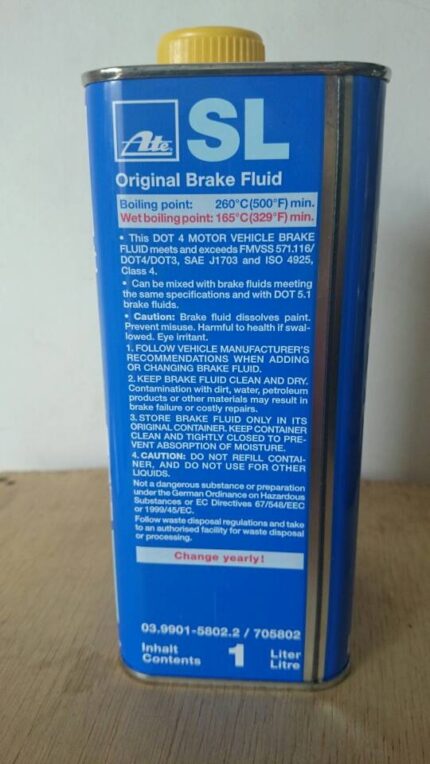 Ate SL
Original Brake Fluid
Boiling point: 260°C(500°F) min.
Wet boiling point: 165°C(329°F) min.
• This DOT 4 MOTOR VEHICLE BRAKE
FLUID meets and exceeds FMVSS 571.116/
DOT4/DOT3, SAE J1703 and ISO 4925,
Class 4.
• Can be mixed with brake fluids meeting
the same specifications and with DOT 5.1
brake fluids.
• Caution: Brake fluid dissolves paint.
Prevent misuse. Harmful to health if swal-
lowed. Eye irritant.
1. FOLLOW VEHICLE MANUFACTURER'S
RECOMMENDATIONS WHEN ADDING
OR CHANGING BRAKE FLUID.
2. KEEP BRAKE FLUID CLEAN AND DRY.
Contamination with dirt, water, petroleum
products or other materials may result in
brake failure or costly repairs.
3. STORE BRAKE FLUID ONLY IN ITS
ORIGINAL CONTAINER. KEEP CONTAINER
CLEAN AND TIGHTLY CLOSED TO PRE-
VENT ABSORPTION OF MOISTURE.
4. CAUTION: DO NOT REFILL CONTAI-
NER, AND DO NOT USE FOR OTHER
LIQUIDS.
Not a dangerous substance or preparation
under the German Ordinance on Hazardous
Substances or EC Directives 67/548/EEC
or 1999/45/EC.
Follow waste disposal regulations and take
to an authorised facility for waste disposal
or processing.
Change yearly!
03.9901-5802.2 / 705802
Inhalt 1 Liter
Contents Litre